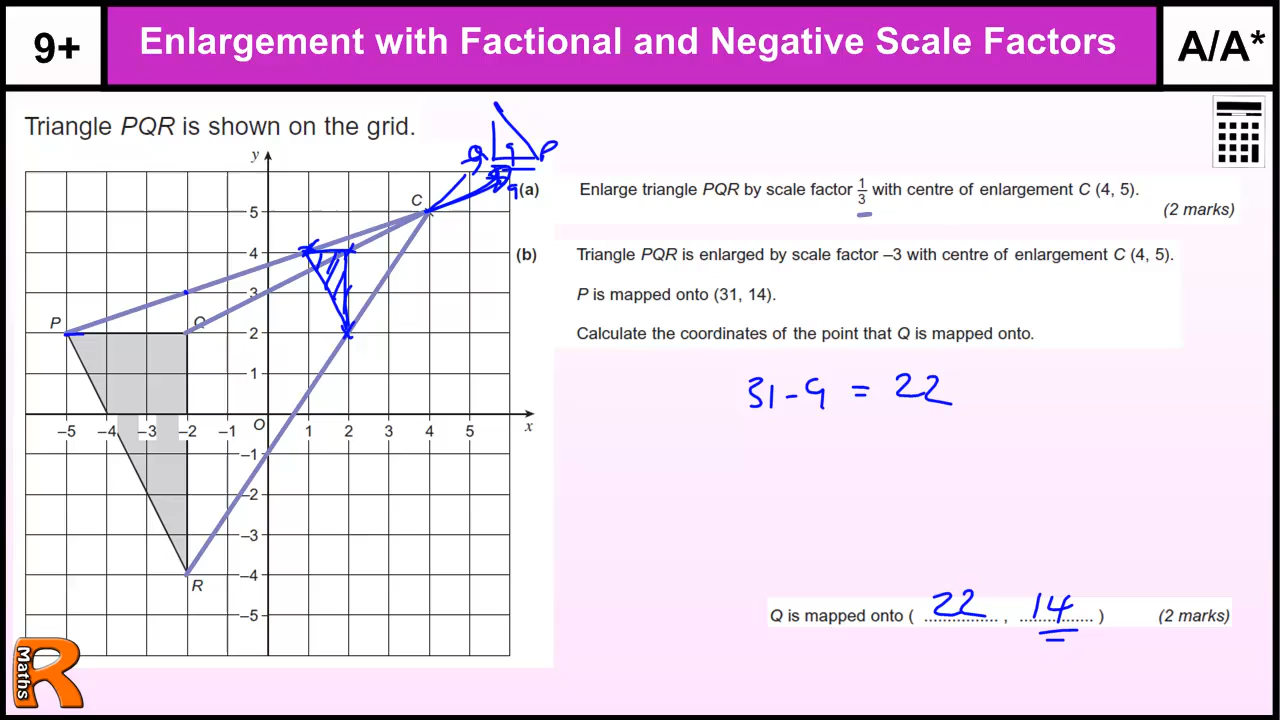 9+
Enlargement with Factional and Negative Scale Factors
A/A*
Triangle PQR is shown on the grid.
Q
q
P
q
y
C
5
4
3
P
Q
2
1
O
–5
–4
–3
–2
–1
1
2
3
4
5
x
–1
–2
–3
–4
R
–5
(a)
Enlarge triangle PQR by scale factor 1/3 with centre of enlargement C (4, 5).
(2 marks)
(b)
Triangle PQR is enlarged by scale factor –3 with centre of enlargement C (4, 5).
P is mapped onto (31, 14).
Calculate the coordinates of the point that Q is mapped onto.
31 - 9 = 22
Q is mapped onto ( 22 , 14 )
(2 marks)
R
Maths